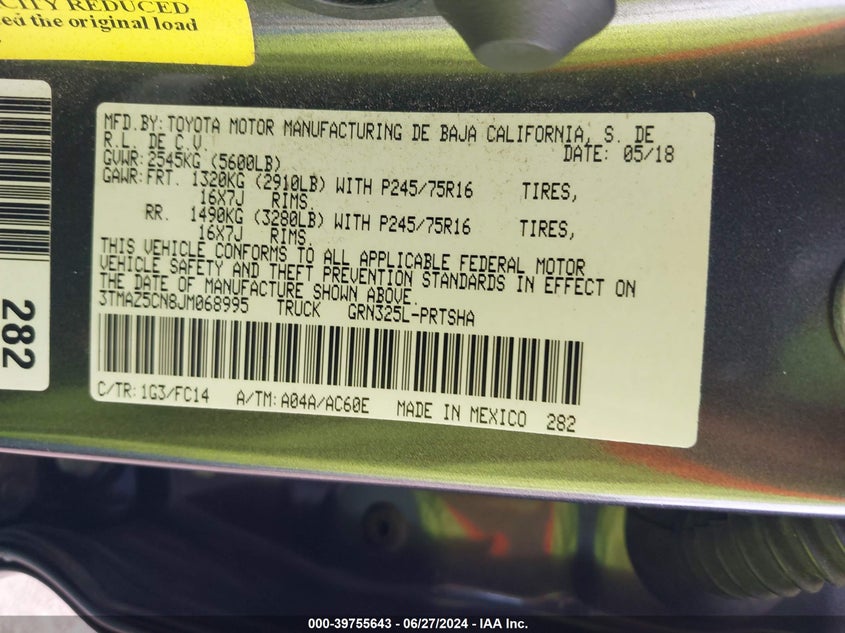 CITY REDUCED
ed the original load
MFD.BY:TOYOTA MOTOR MANUFACTURING DE BAJA CALIFORNIA, S. DE
R.L. DE C.V.
DATE: 05/18
GVWR:2545KG (5600LB)
GAWR:FRT. 1320KG (2910LB) WITH P245/75R16 TIRES,
16X7J RIMS.
RR. 1490KG (3280LB) WITH P245/75R16 TIRES,
16X7J RIMS.
THIS VEHICLE CONFORMS TO ALL APPLICABLE FEDERAL MOTOR
VEHICLE SAFETY AND THEFT PREVENTION STANDARDS IN EFFECT ON
THE DATE OF MANUFACTURE SHOWN ABOVE.
3TMAZ5CN8JM068995 TRUCK GRN325L-PRTSHA
C/TR:1G3/FC14 A/TM:A04A/AC60E MADE IN MEXICO 282
282
000-39755643 - 06/27/2024 - IAA Inc.